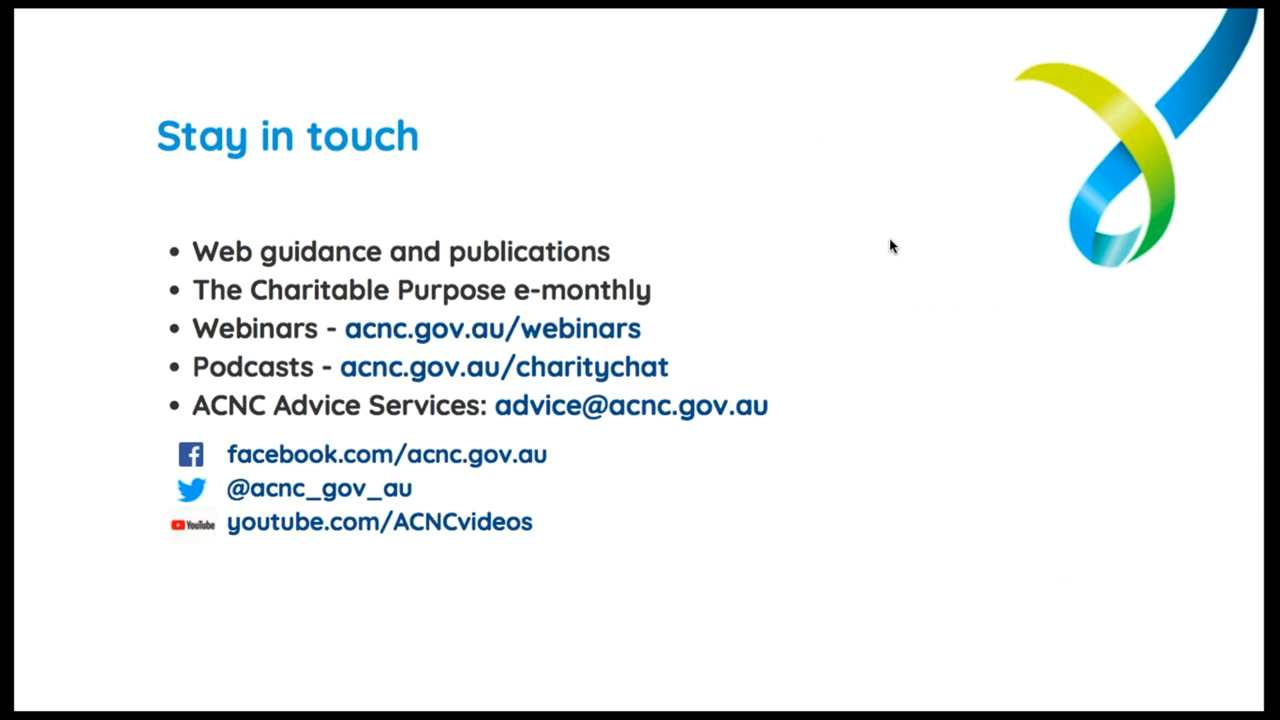 Stay in touch
• Web guidance and publications
• The Charitable Purpose e-monthly
• Webinars - acnc.gov.au/webinars
• Podcasts - acnc.gov.au/charitychat
• ACNC Advice Services: advice@acnc.gov.au
facebook.com/acnc.gov.au
@acnc_gov_au
YouTube youtube.com/ACNCvideos